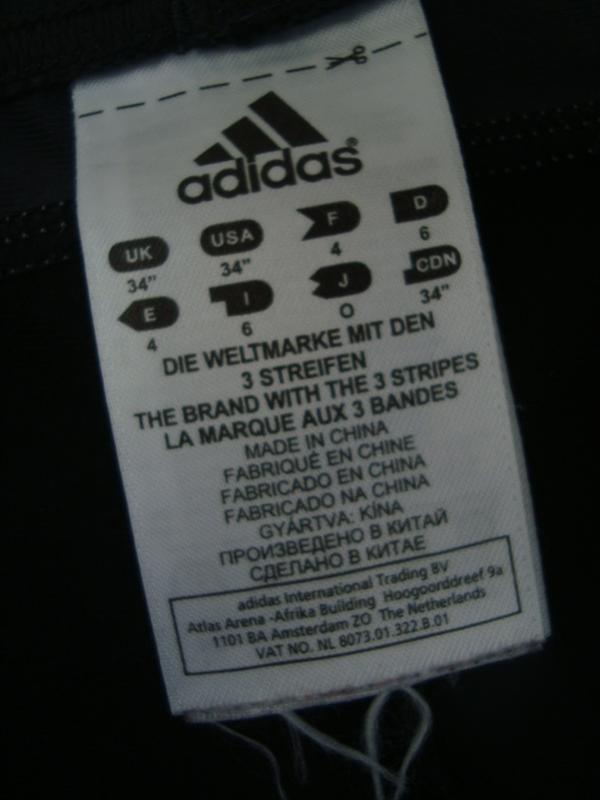 adidas®
UK USA F D
34" 34" 4 6
E I J CDN
4 6 O 34"
DIE WELTMARKE MIT DEN
3 STREIFEN
THE BRAND WITH THE 3 STRIPES
LA MARQUE AUX 3 BANDES
MADE IN CHINA
FABRIQUÉ EN CHINE
FABRICADO EN CHINA
FABRICADO NA CHINA
GYÁRTVA: KÍNA
ПРОИЗВЕДЕНО В КИТАЙ
СДЕЛАНО В КИТАЕ
adidas International Trading BV
Atlas Arena -Afrika Building Hoogoorddreef 9a
1101 BA Amsterdam ZO The Netherlands
VAT NO. NL 8073.01.322.B.01